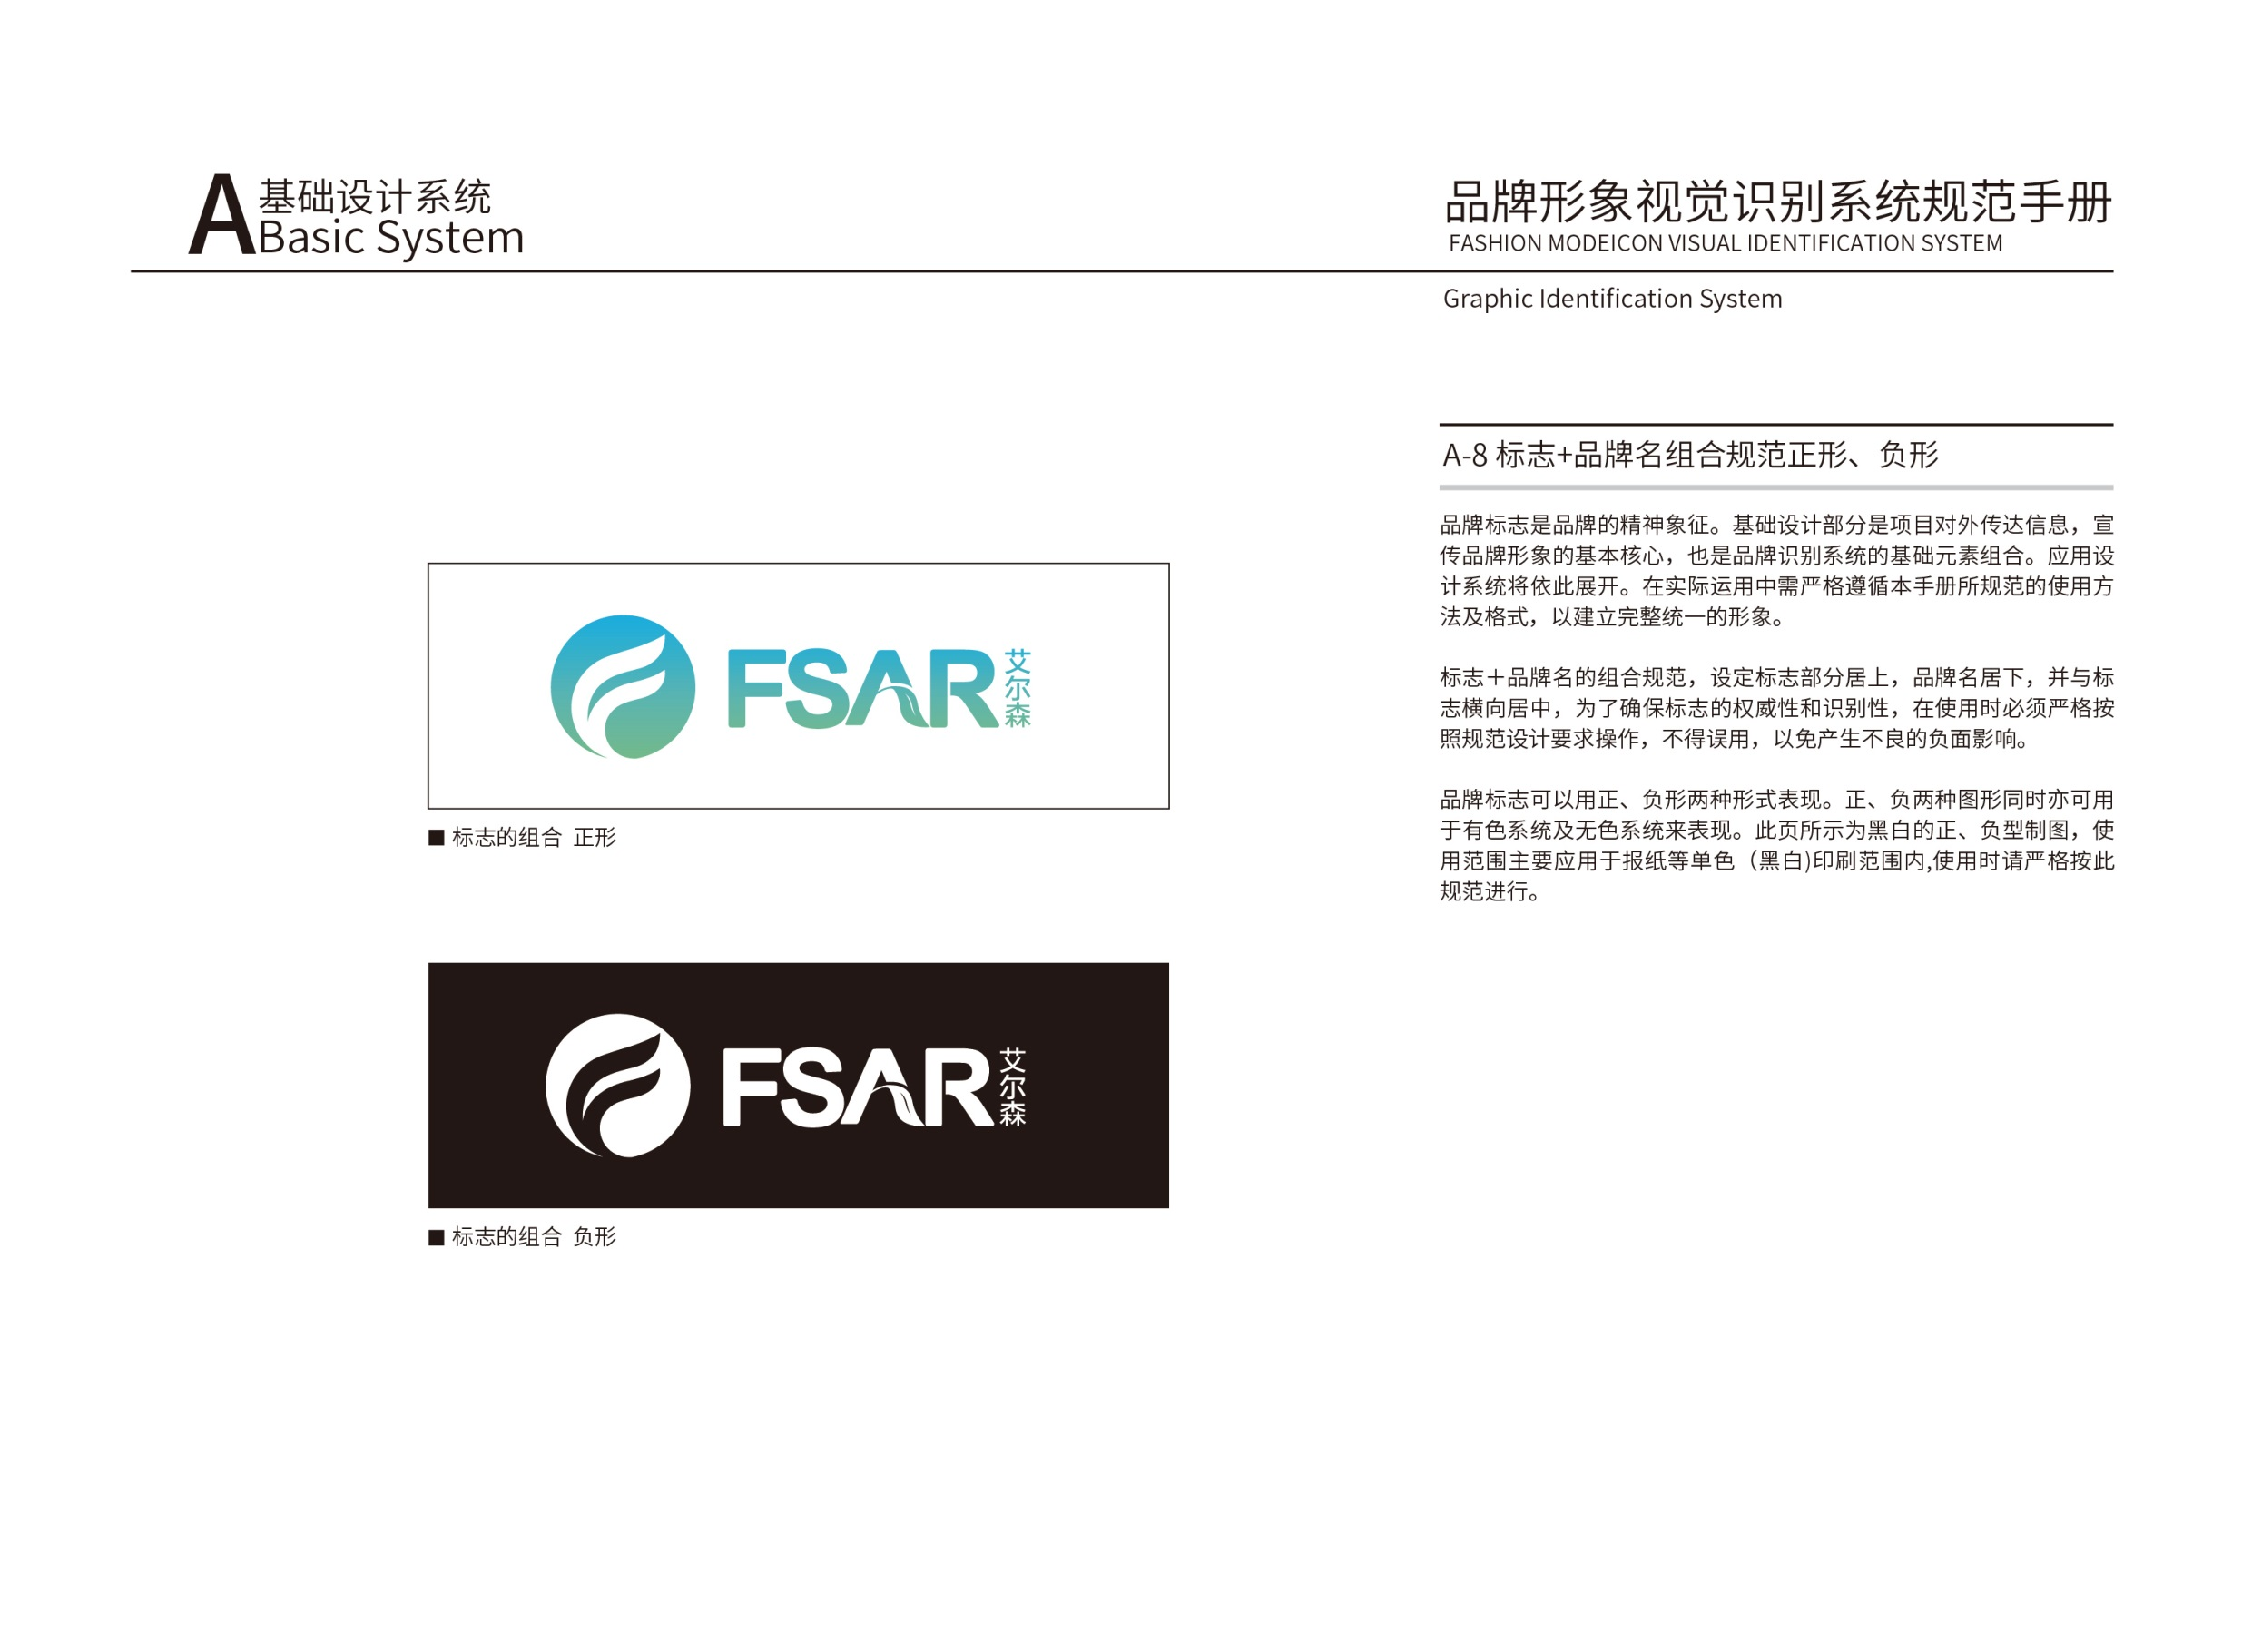 A
基础设计系统
Basic System
品牌形象视觉识别系统规范手册
FASHION MODEICON VISUAL IDENTIFICATION SYSTEM
Graphic Identification System
A-8 标志+品牌名组合规范正形、负形
品牌标志是品牌的精神象征。基础设计部分是项目对外传达信息，宣
传品牌形象的基本核心，也是品牌识别系统的基础元素组合。应用设
计系统将依此展开。在实际运用中需严格遵循本手册所规范的使用方
法及格式，以建立完整统一的形象。
标志＋品牌名的组合规范，设定标志部分居上，品牌名居下，并与标
志横向居中，为了确保标志的权威性和识别性，在使用时必须严格按
照规范设计要求操作，不得误用，以免产生不良的负面影响。
品牌标志可以用正、负形两种形式表现。正、负两种图形同时亦可用
于有色系统及无色系统来表现。此页所示为黑白的正、负型制图，使
用范围主要应用于报纸等单色（黑白)印刷范围内,使用时请严格按此
规范进行。
FSAR
艾尔森
■ 标志的组合 正形
FSAR
艾尔森
■ 标志的组合 负形